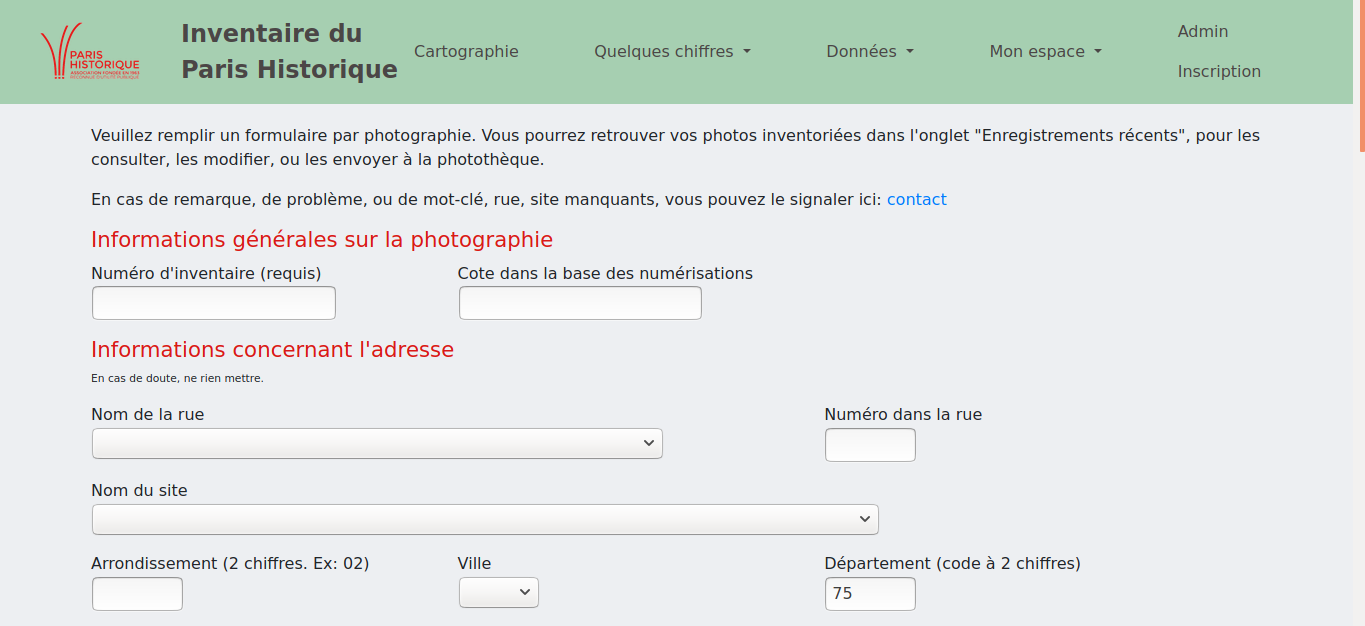 PARIS
HISTORIQUE
ASSOCIATION FONDÉE EN 1963
RECONNUE D'UTILITÉ PUBLIQUE
Inventaire du
Paris Historique
Cartographie
Quelques chiffres
Données
Mon espace
Admin
Inscription
Veuillez remplir un formulaire par photographie. Vous pourrez retrouver vos photos inventoriées dans l'onglet "Enregistrements récents", pour les
consulter, les modifier, ou les envoyer à la photothèque.
En cas de remarque, de problème, ou de mot-clé, rue, site manquants, vous pouvez le signaler ici: contact
Informations générales sur la photographie
Numéro d'inventaire (requis)
Cote dans la base des numérisations
Informations concernant l'adresse
En cas de doute, ne rien mettre.
Nom de la rue
Numéro dans la rue
Nom du site
Arrondissement (2 chiffres. Ex: 02)
Ville
Département (code à 2 chiffres)
75